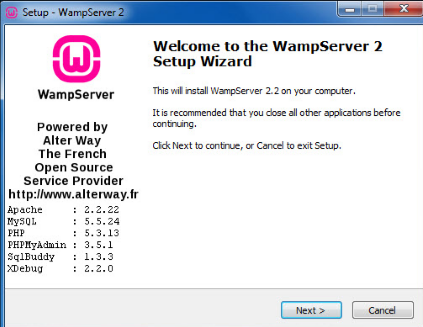 Setup - WampServer 2
WampServer
Powered by
Alter Way
The French
Open Source
Service Provider
http://www.alterway.fr
Apache : 2.2.22
MySQL : 5.5.24
PHP : 5.3.13
PHPMyAdmin : 3.5.1
SqlBuddy : 1.3.3
XDebug : 2.2.0
Welcome to the WampServer 2
Setup Wizard
This will install WampServer 2.2 on your computer.
It is recommended that you close all other applications before
continuing.
Click Next to continue, or Cancel to exit Setup.
Next >
Cancel